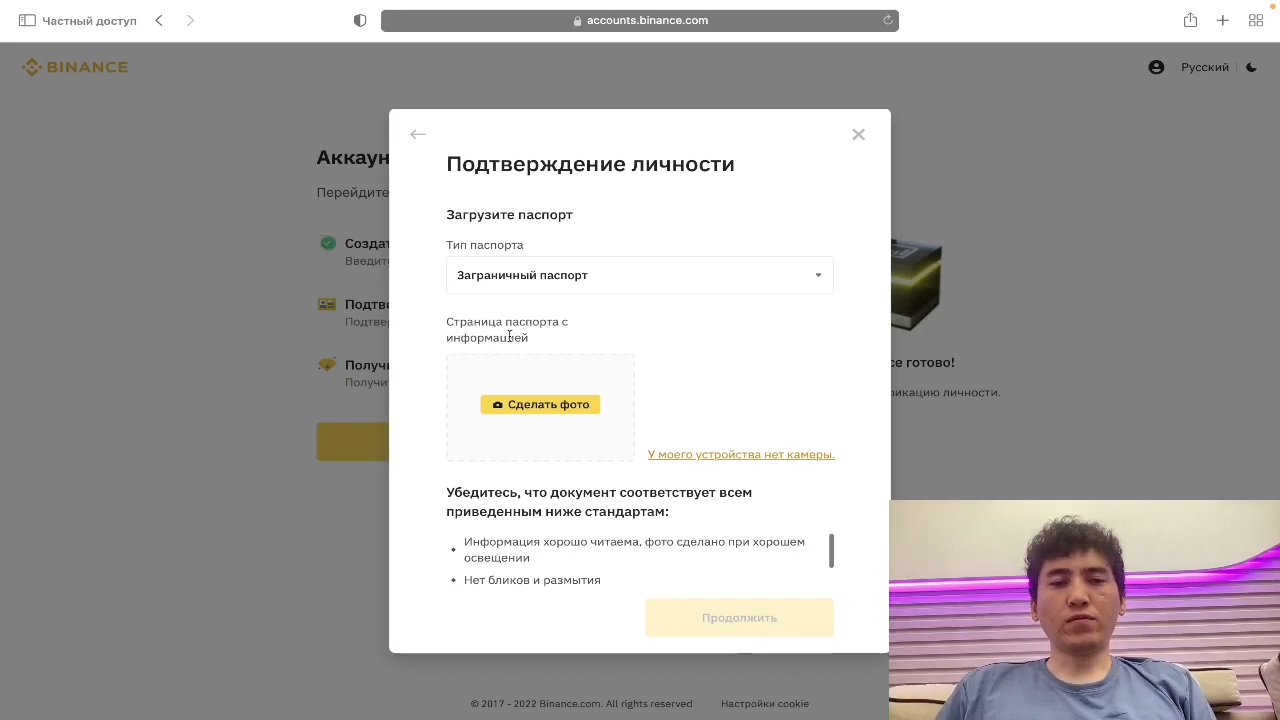 Частный доступ
accounts.binance.com
BINANCE
Русский
Аккаун
Перейдите
Создат
Введит
Подтве
Подтвер
Получи
Получит
Подтверждение личности
Загрузите паспорт
Тип паспорта
Заграничный паспорт
Страница паспорта с
информацией
Сделать фото
У моего устройства нет камеры.
Убедитесь, что документ соответствует всем
приведенным ниже стандартам:
Информация хорошо читаема, фото сделано при хорошем
освещении
Нет бликов и размытия
Продолжить
се готово!
ликацию личности.
© 2017 - 2022 Binance.com. All rights reserved
Настройки cookie